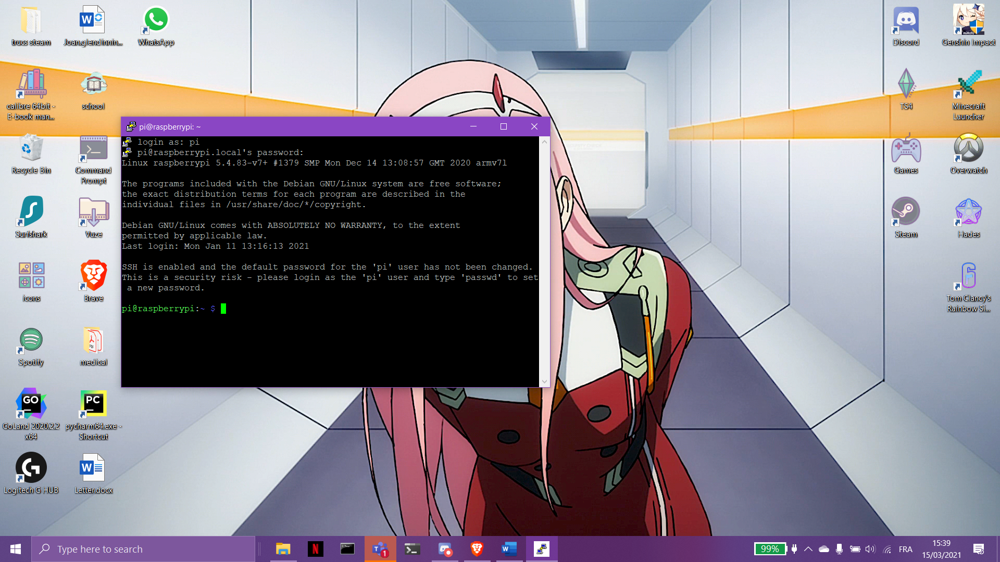 trucs steam
Joan.glendinnin...
WhatsApp
Discord
Genshin Impact
miHoYo
calibre 64bit -
E-book man...
school
TS4
Minecraft
Launcher
Recycle Bin
Command
Prompt
Games
Overwatch
Surfshark
Vuze
Steam
Hades
icons
Brave
Tom Clancy's
Rainbow Si...
Spotify
PDF
medical
GO
GoLand 2020.2.2
x64
PC
pycharm64.exe -
Shortcut
Logitech G HUB
Letter.docx
pi@raspberrypi: ~
login as: pi
pi@raspberrypi.local's password:
Linux raspberrypi 5.4.83-v7+ #1379 SMP Mon Dec 14 13:08:57 GMT 2020 armv7l
The programs included with the Debian GNU/Linux system are free software;
the exact distribution terms for each program are described in the
individual files in /usr/share/doc/*/copyright.
Debian GNU/Linux comes with ABSOLUTELY NO WARRANTY, to the extent
permitted by applicable law.
Last login: Mon Jan 11 13:16:13 2021
SSH is enabled and the default password for the 'pi' user has not been changed.
This is a security risk - please login as the 'pi' user and type 'passwd' to set
a new password.
pi@raspberrypi:~ $
Type here to search
N
T
1
W
99%
FRA
15:39
15/03/2021